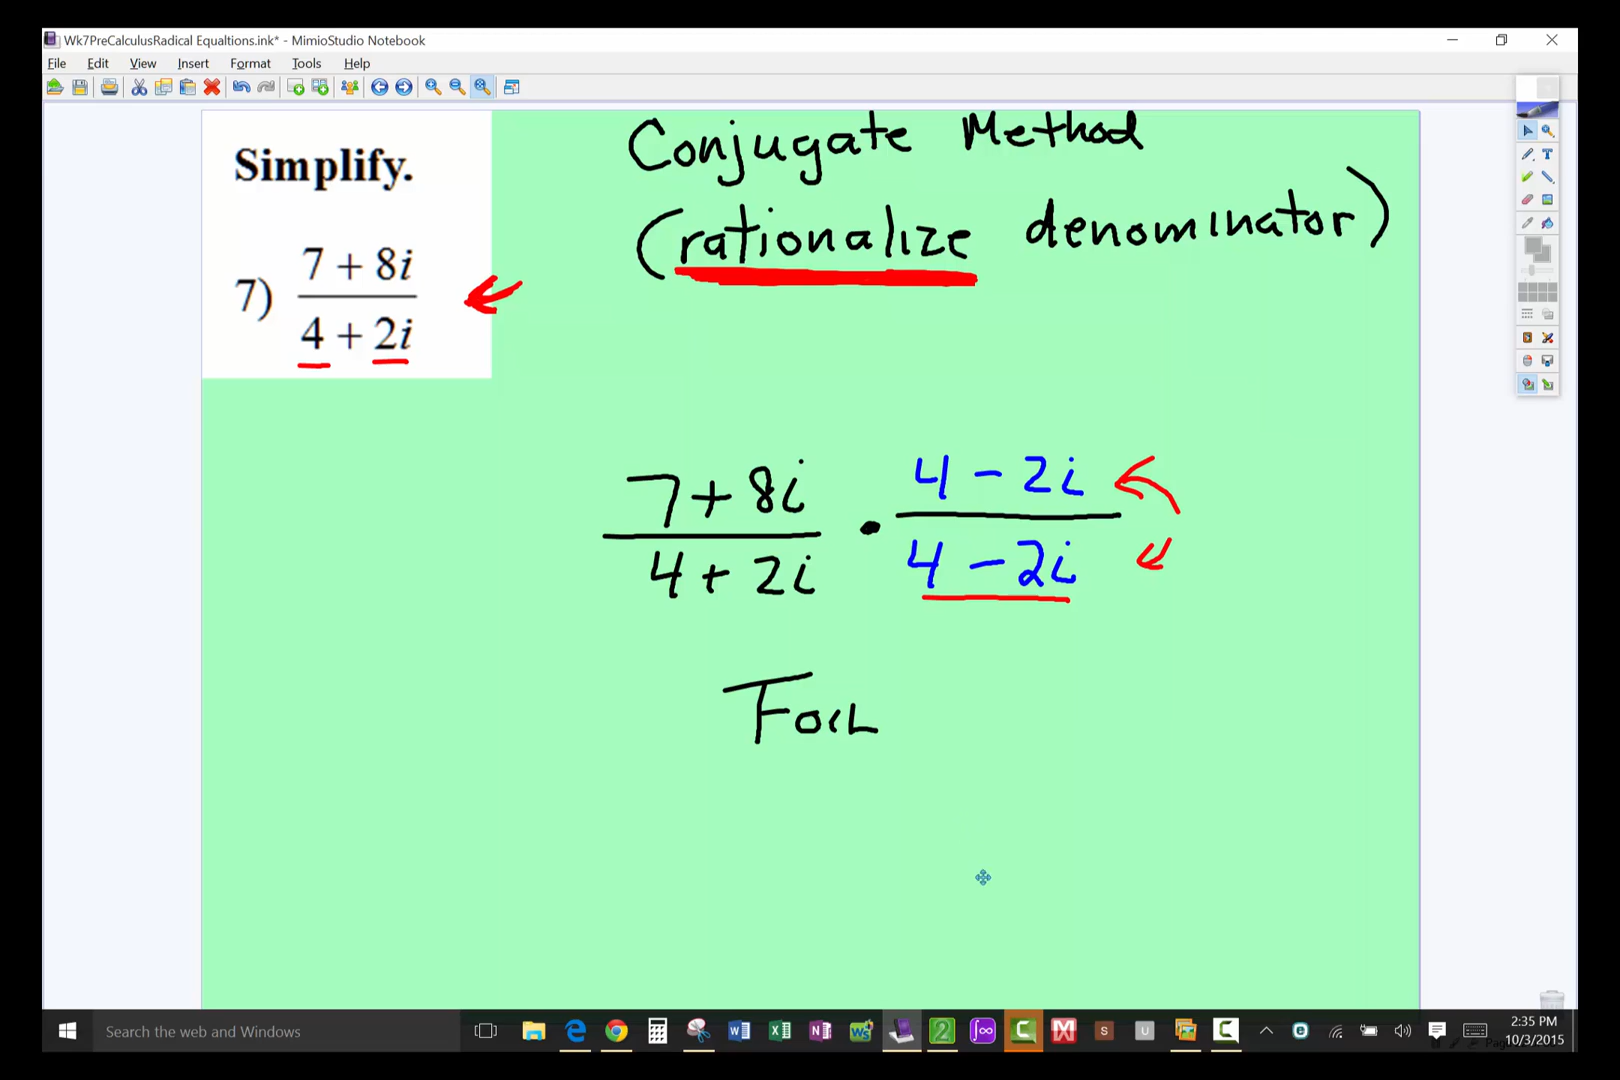 Wk7PreCalculusRadical Equaltions.ink* - MimioStudio Notebook
File Edit View Insert Format Tools Help
Simplify.
7) 7 + 8i
4 + 2i
Conjugate Method
(rationalize denominator)
7 + 8i · 4 - 2i
4 + 2i 4 - 2i
FOIL
Search the web and Windows
2:35 PM
10/3/2015